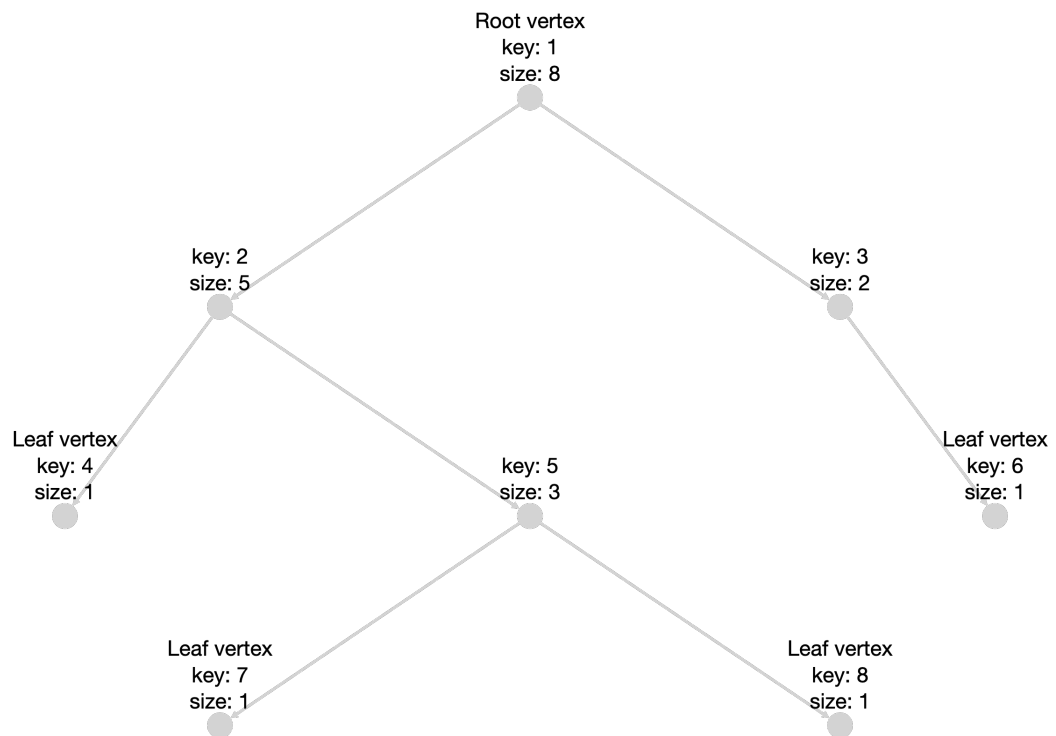 Root vertex
key: 1
size: 8
key: 2
size: 5
key: 3
size: 2
Leaf vertex
key: 4
size: 1
key: 5
size: 3
Leaf vertex
key: 6
size: 1
Leaf vertex
key: 7
size: 1
Leaf vertex
key: 8
size: 1